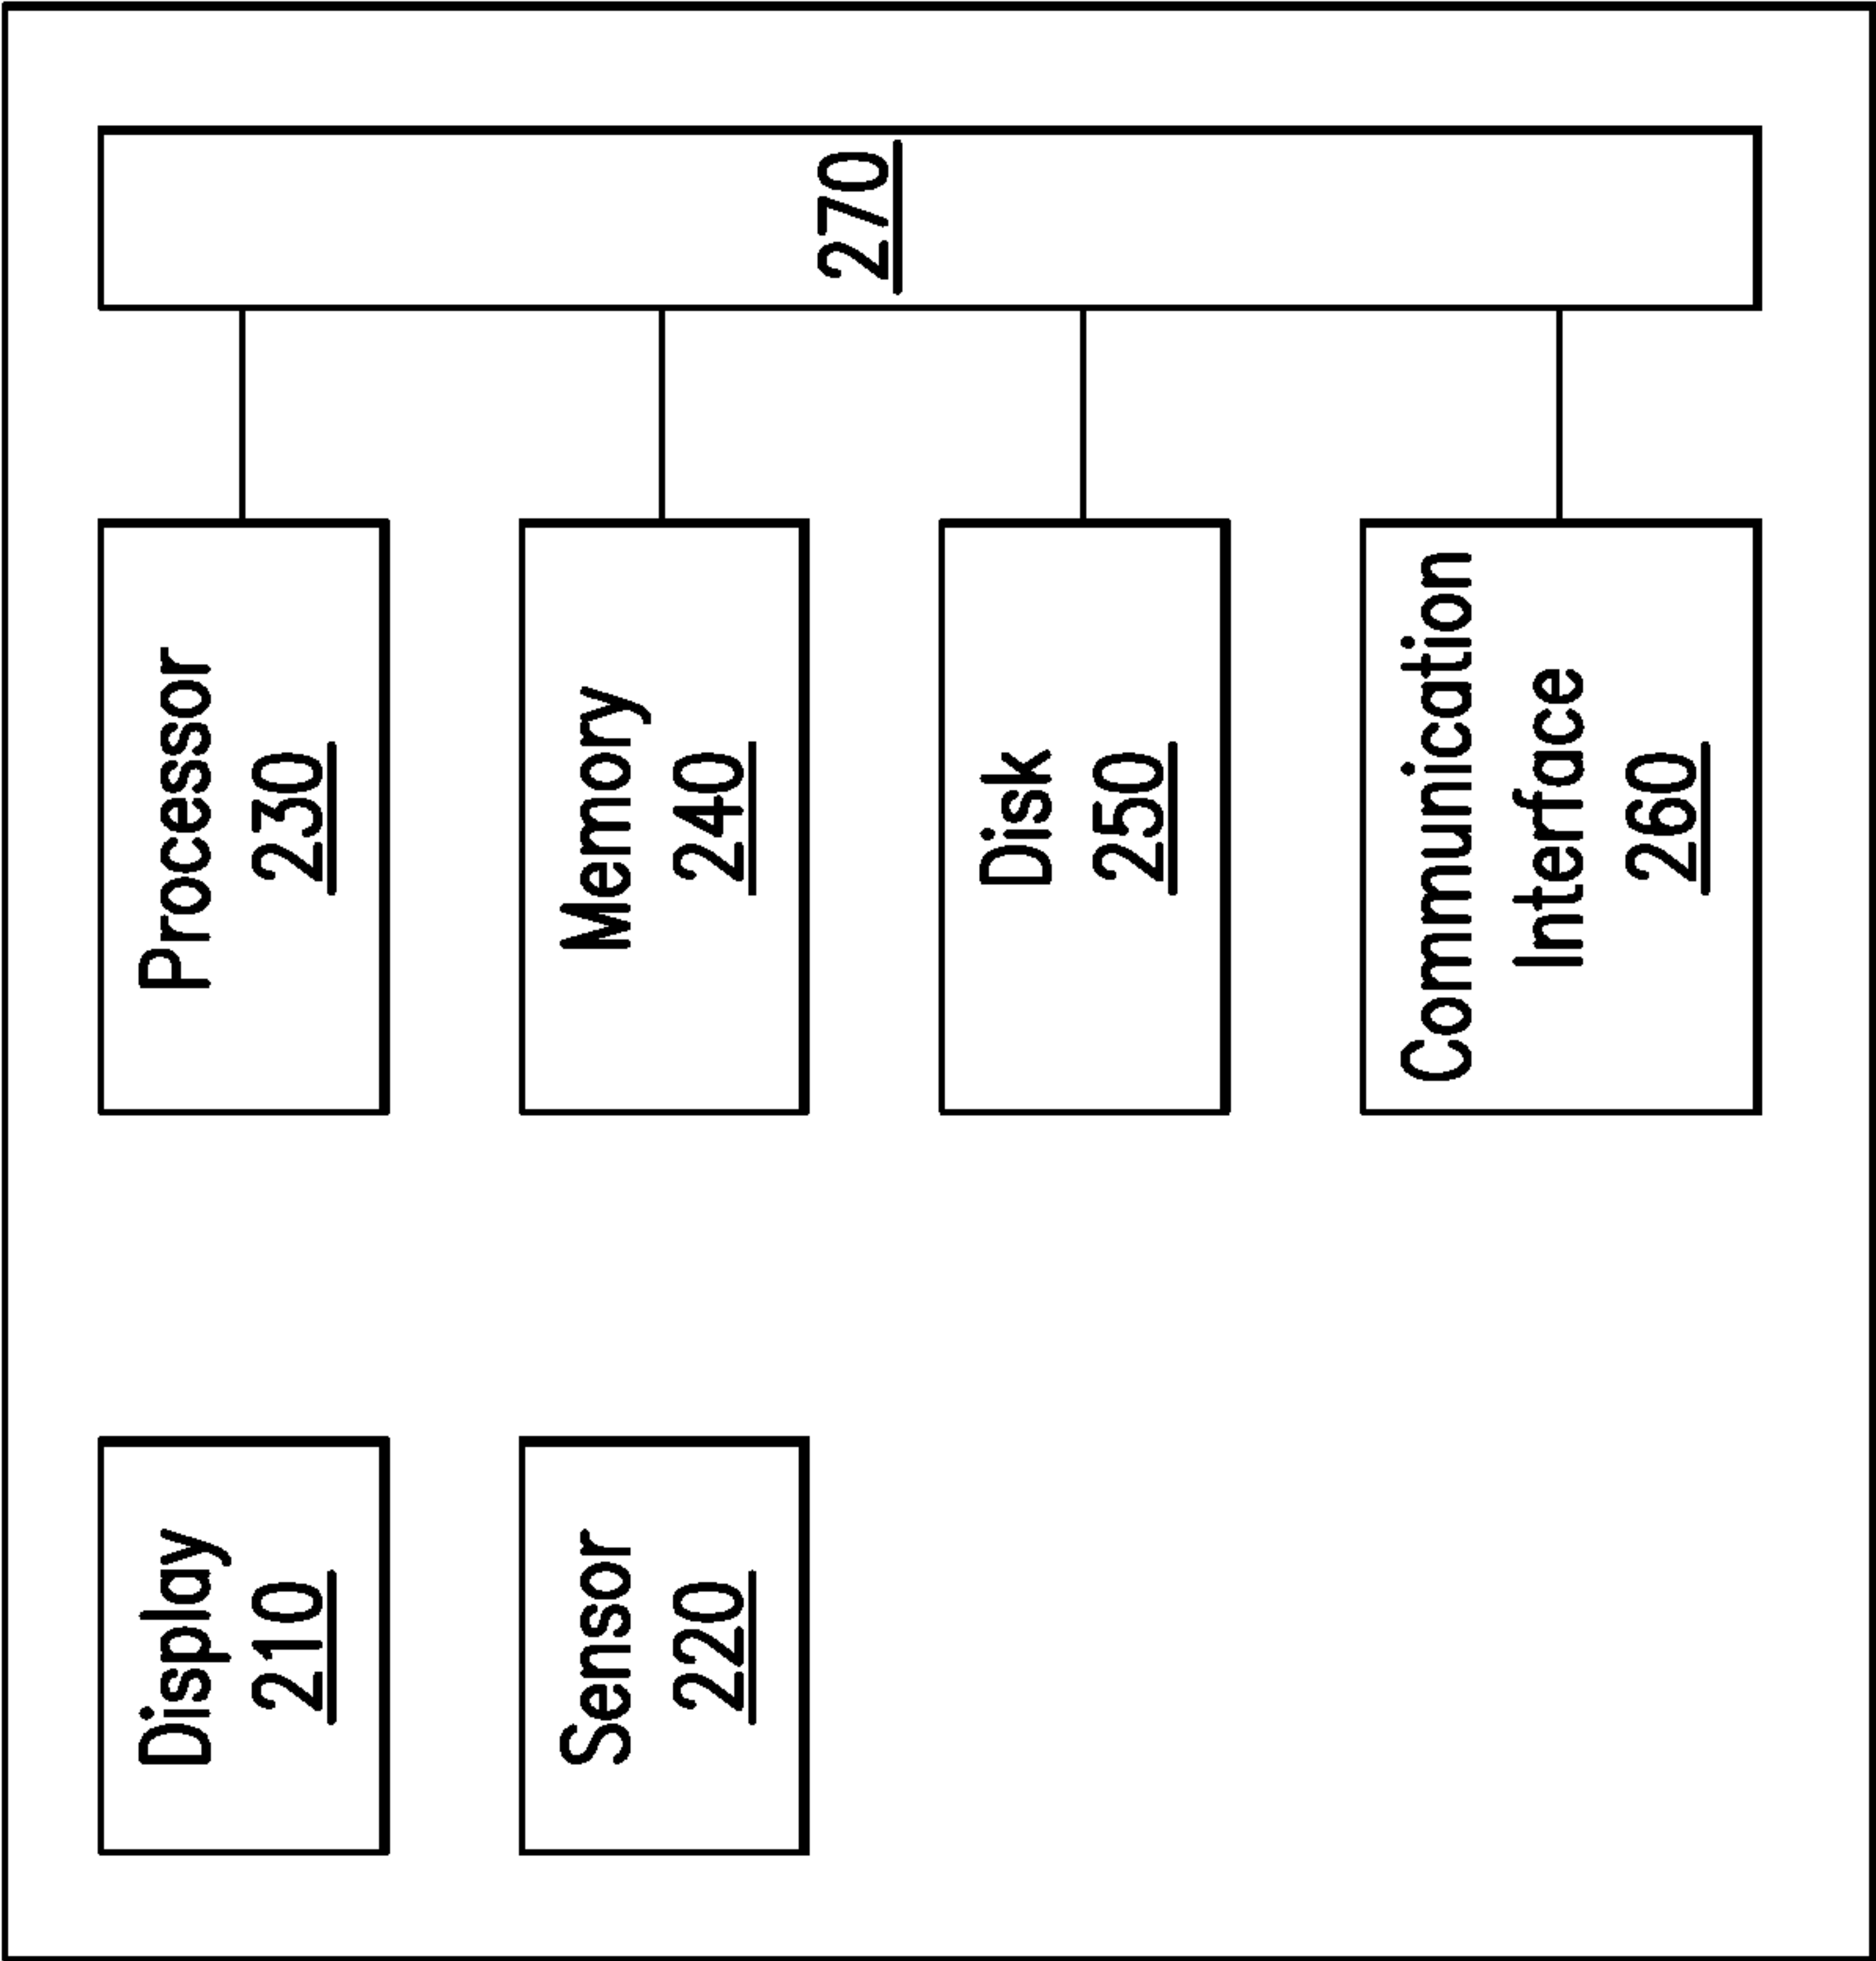 Display
210
Sensor
220
Processor
230
Memory
240
Disk
250
Communication
Interface
260
270